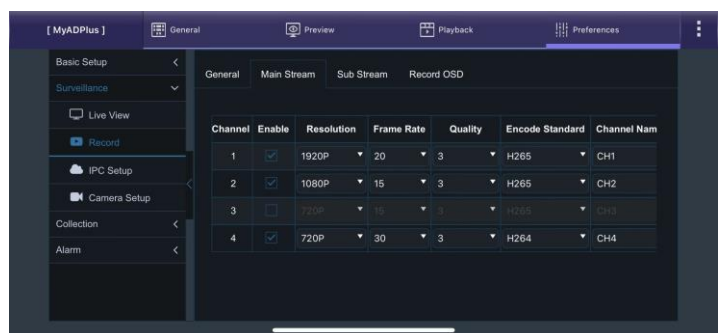 [ MyADPlus ] General Preview Playback Preferences
Basic Setup
Surveillance
Live View
Record
IPC Setup
Camera Setup
Collection
Alarm
General Main Stream Sub Stream Record OSD
Channel Enable Resolution Frame Rate Quality Encode Standard Channel Nam
1 1920P 20 3 H265 CH1
2 1080P 15 3 H265 CH2
3 720P 15 3 H265 CH3
4 720P 30 3 H264 CH4